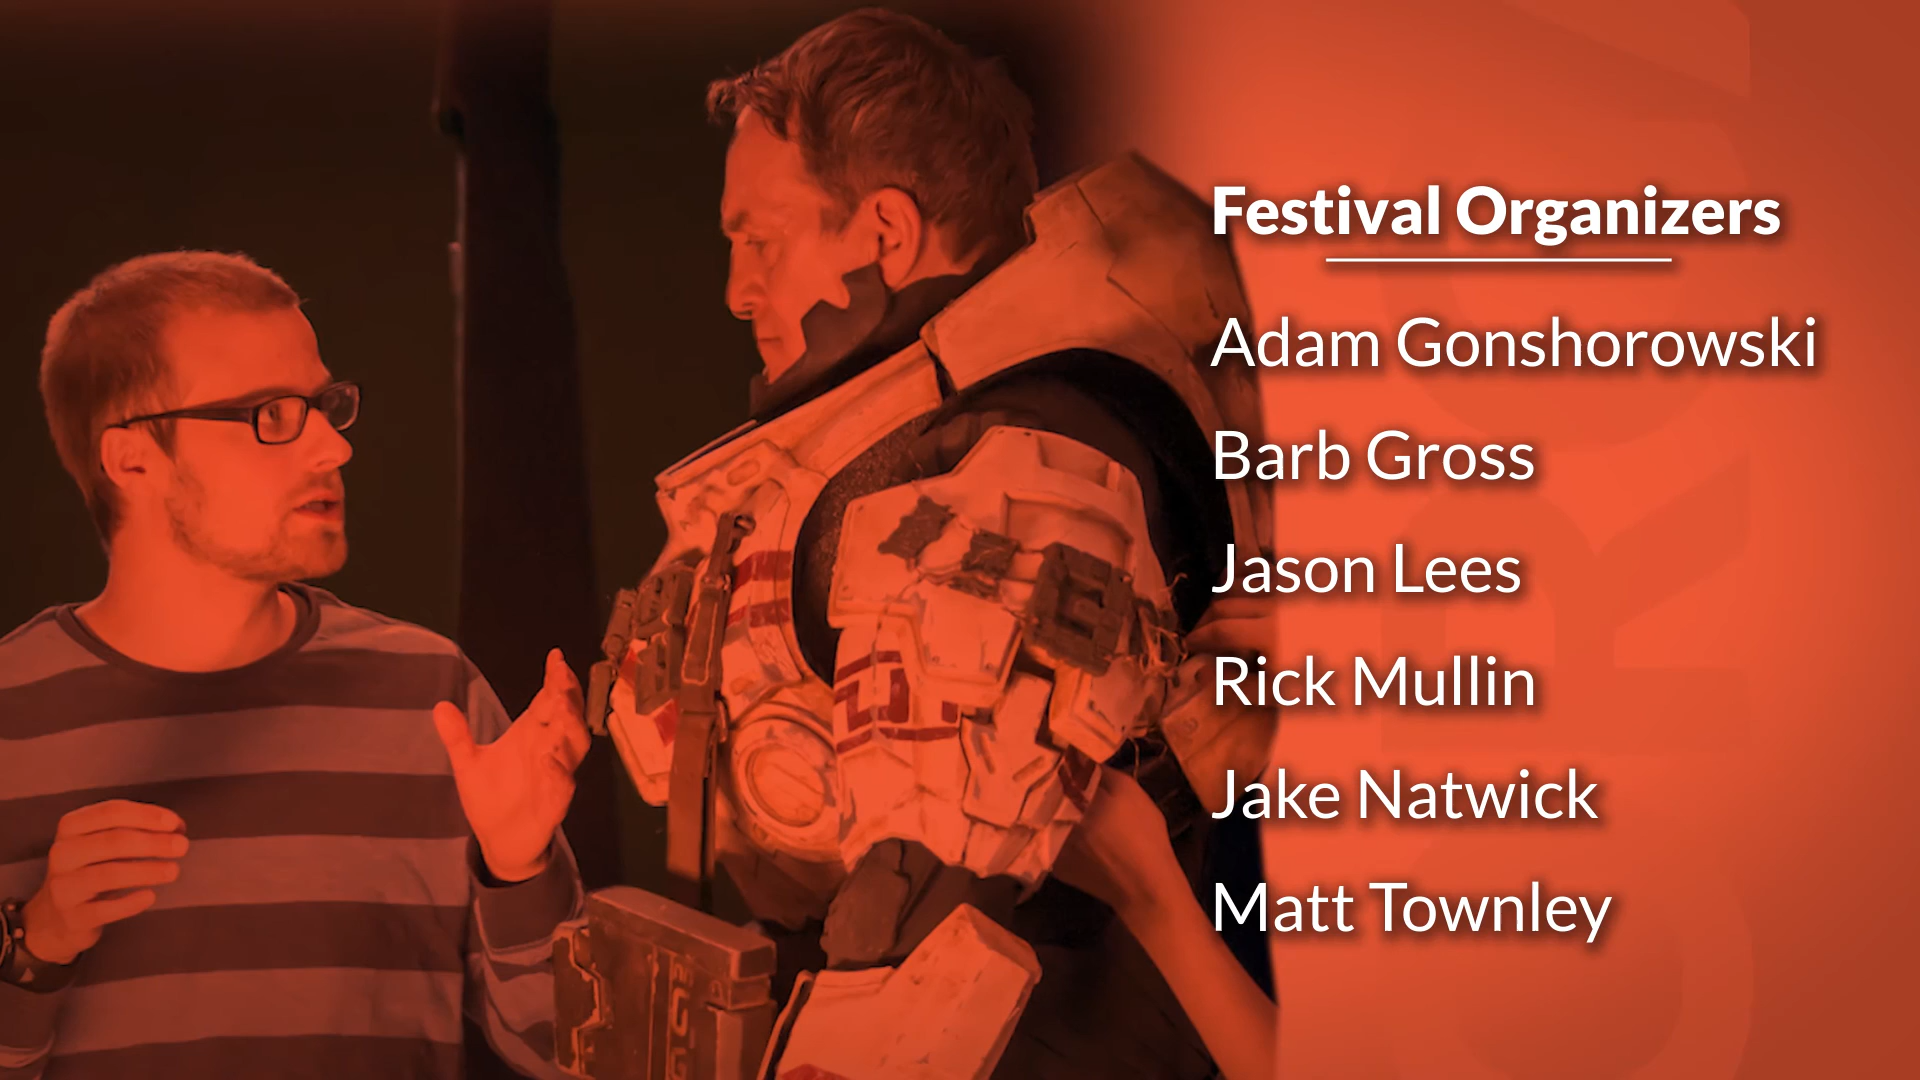 Festival Organizers
Adam Gonshorowski
Barb Gross
Jason Lees
Rick Mullin
Jake Natwick
Matt Townley